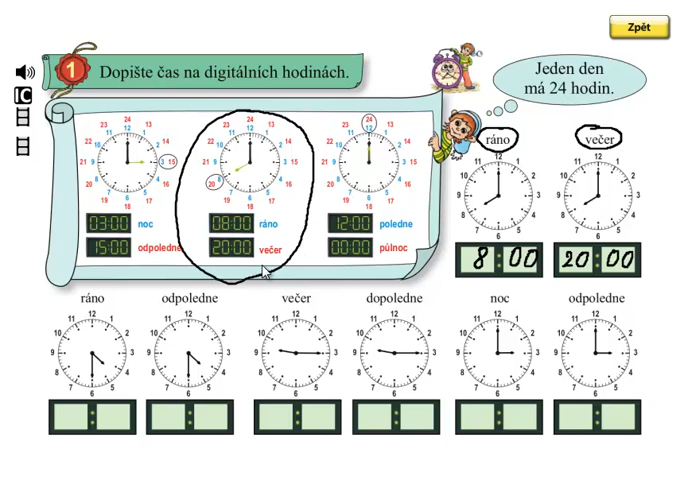 Zpět
1 Dopište čas na digitálních hodinách.
Jeden den
má 24 hodin.
03:00 noc
15:00 odpoledne
08:00 ráno
20:00 večer
12:00 poledne
00:00 půlnoc
ráno večer
8:00 20:00
ráno odpoledne večer dopoledne noc odpoledne